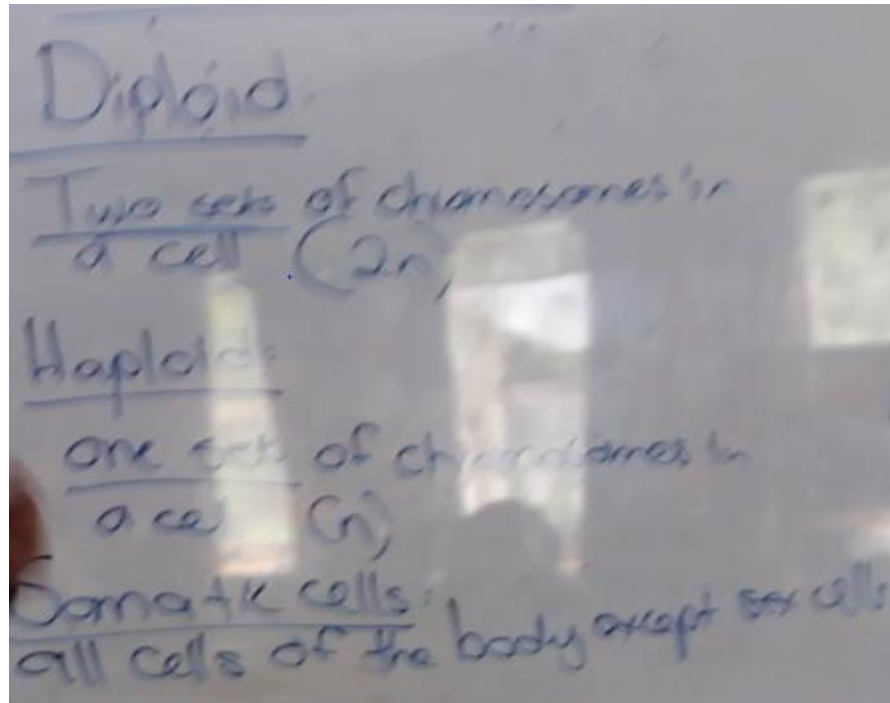 Diploid:
Two sets of chromosomes in
a cell (2n)
Haploid:
one set of chromosomes in
a cell (n)
Somatic cells:
all cells of the body except sex cells